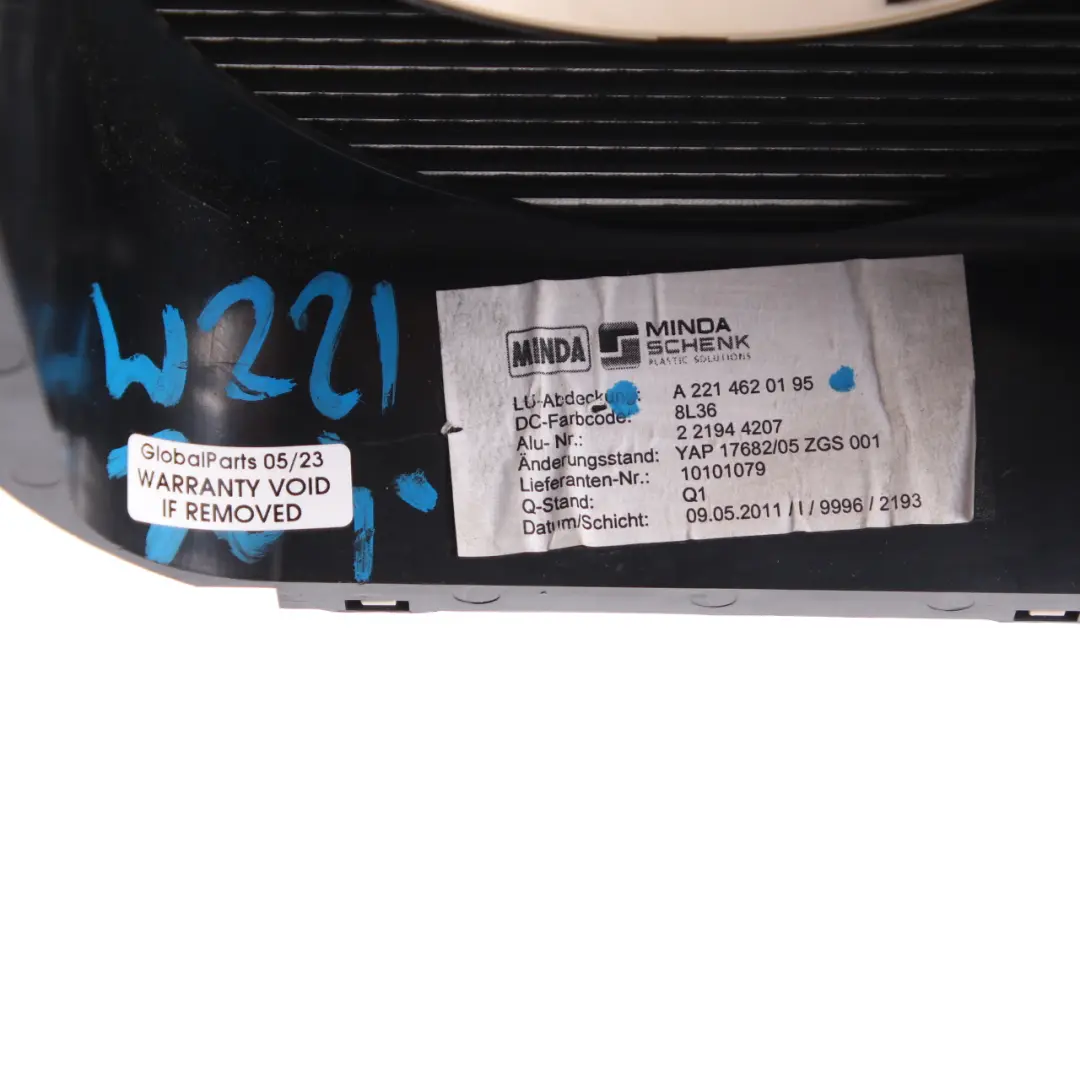 W221
GlobalParts 05/23
WARRANTY VOID
IF REMOVED
MINDA
MINDA
SCHENK
PLASTIC SOLUTIONS
LÜ-Abdeckung: A 221 462 01 95
DC-Farbcode: 8L36
Alu- Nr.: 2 2194 4207
Änderungsstand: YAP 17682/05 ZGS 001
Lieferanten-Nr.: 10101079
Q-Stand: Q1
Datum/Schicht: 09.05.2011 / I / 9996 / 2193